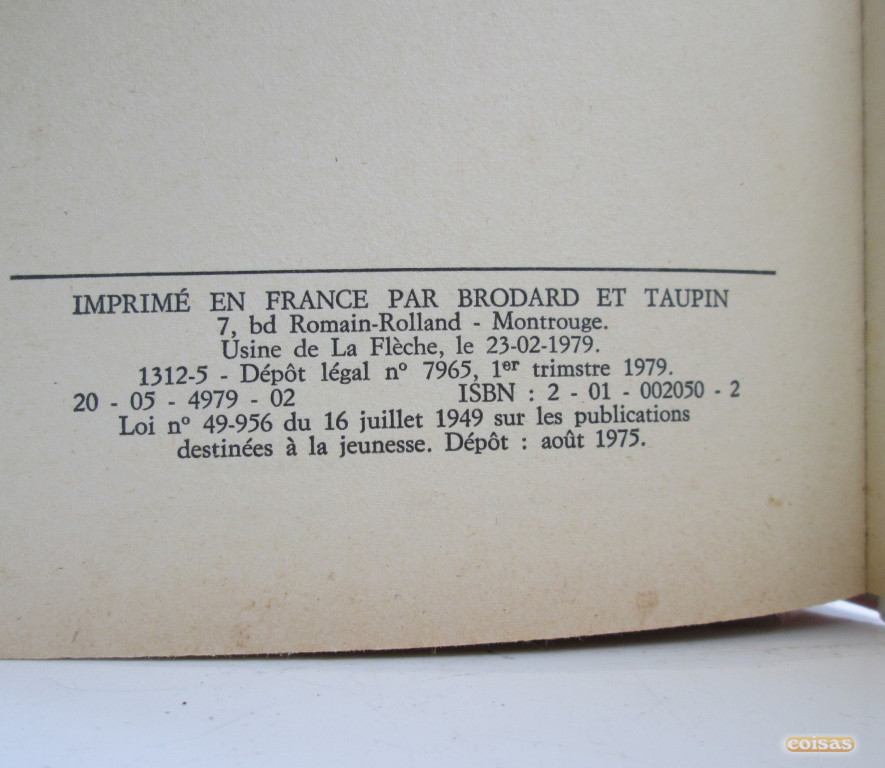 IMPRIMÉ EN FRANCE PAR BRODARD ET TAUPIN
7, bd Romain-Rolland - Montrouge.
Usine de La Flèche, le 23-02-1979.
1312-5 - Dépôt légal nº 7965, 1er trimstre 1979.
20 - 05 - 4979 - 02 ISBN : 2 - 01 - 002050 - 2
Loi nº 49-956 du 16 juillet 1949 sur les publications
destinées à la jeunesse. Dépôt : août 1975.
coisas